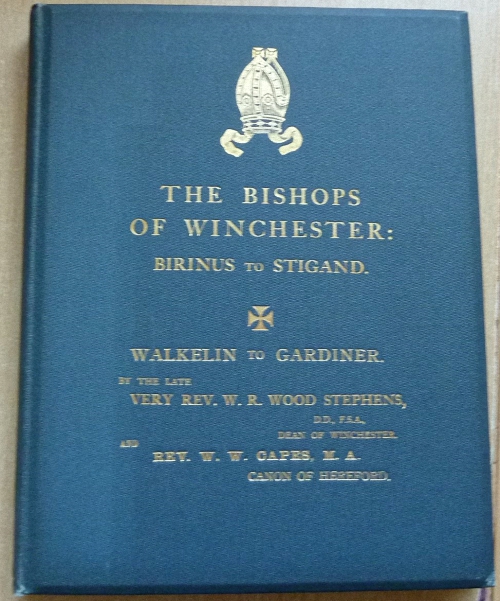 THE BISHOPS
OF WINCHESTER:
BIRINUS TO STIGAND.
WALKELIN TO GARDINER.
BY THE LATE
VERY REV. W. R. WOOD STEPHENS,
D.D., F.S.A.,
DEAN OF WINCHESTER.
AND
REV. W. W. CAPES, M. A.
CANON OF HEREFORD.